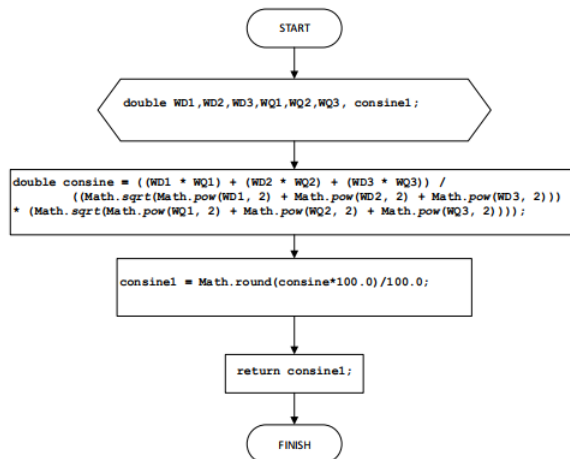 START
double WD1,WD2,WD3,WQ1,WQ2,WQ3, consine1;
double consine = ((WD1 * WQ1) + (WD2 * WQ2) + (WD3 * WQ3)) /
((Math.sqrt(Math.pow(WD1, 2) + Math.pow(WD2, 2) + Math.pow(WD3, 2)))
* (Math.sqrt(Math.pow(WQ1, 2) + Math.pow(WQ2, 2) + Math.pow(WQ3, 2))));
consine1 = Math.round(consine*100.0)/100.0;
return consine1;
FINISH